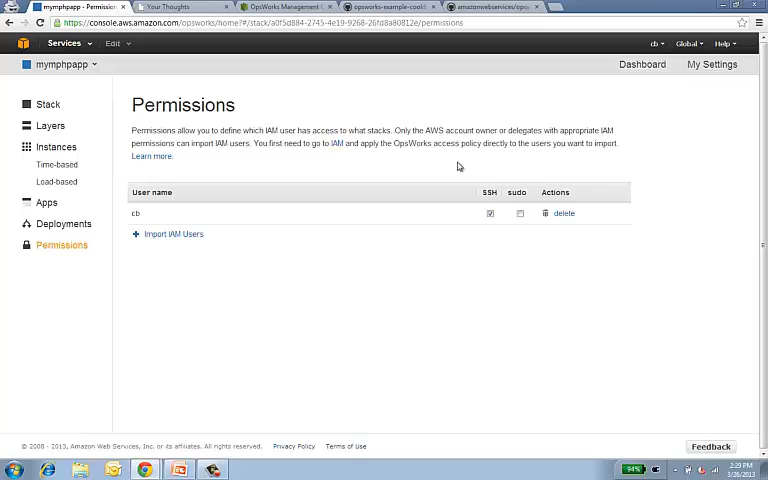 mymphpapp - Permission
Your Thoughts
OpsWorks Management C
opsworks-example-cookb
amazonwebservices/opsw
https://console.aws.amazon.com/opsworks/home?#/stack/a0f5d884-2745-4e19-9268-26fd8a80812e/permissions
Services Edit cb Global Help
mymphpapp Dashboard My Settings
Stack
Layers
Instances
Time-based
Load-based
Apps
Deployments
Permissions
Permissions
Permissions allow you to define which IAM user has access to what stacks. Only the AWS account owner or delegates with appropriate IAM
permissions can import IAM users. You first need to go to IAM and apply the OpsWorks access policy directly to the users you want to import.
Learn more.
User name SSH sudo Actions
cb delete
Import IAM Users
© 2008 - 2013, Amazon Web Services, Inc. or its affiliates. All rights reserved. Privacy Policy Terms of Use Feedback
94% 2:29 PM
3/26/2013